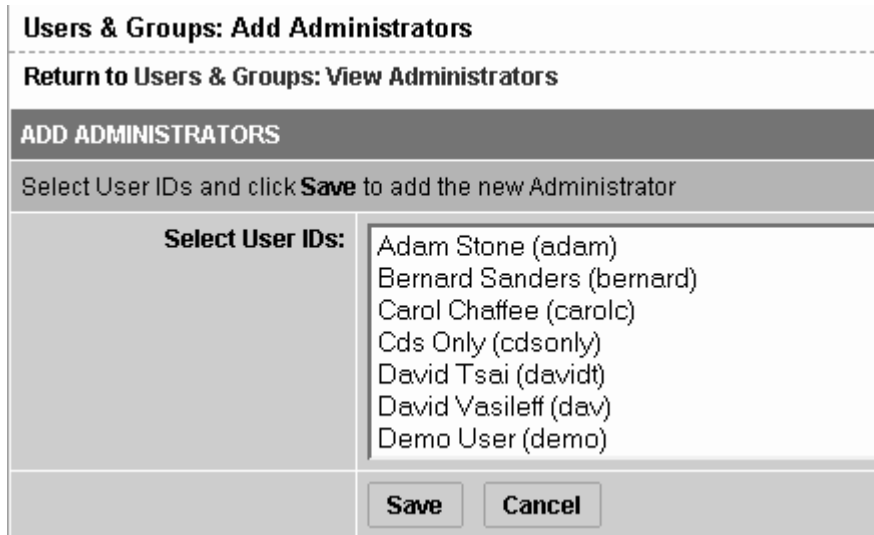 Users & Groups: Add Administrators
Return to Users & Groups: View Administrators
ADD ADMINISTRATORS
Select User IDs and click Save to add the new Administrator
Select User IDs:
Adam Stone (adam)
Bernard Sanders (bernard)
Carol Chaffee (carolc)
Cds Only (cdsonly)
David Tsai (davidt)
David Vasileff (dav)
Demo User (demo)
Save Cancel